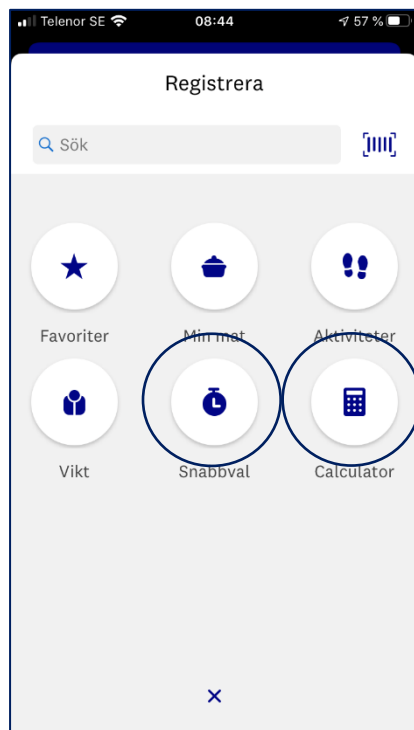 Telenor SE 08:44 57 %
Registrera
Sök
Favoriter Min mat Aktiviteter
Vikt Snabbval Calculator